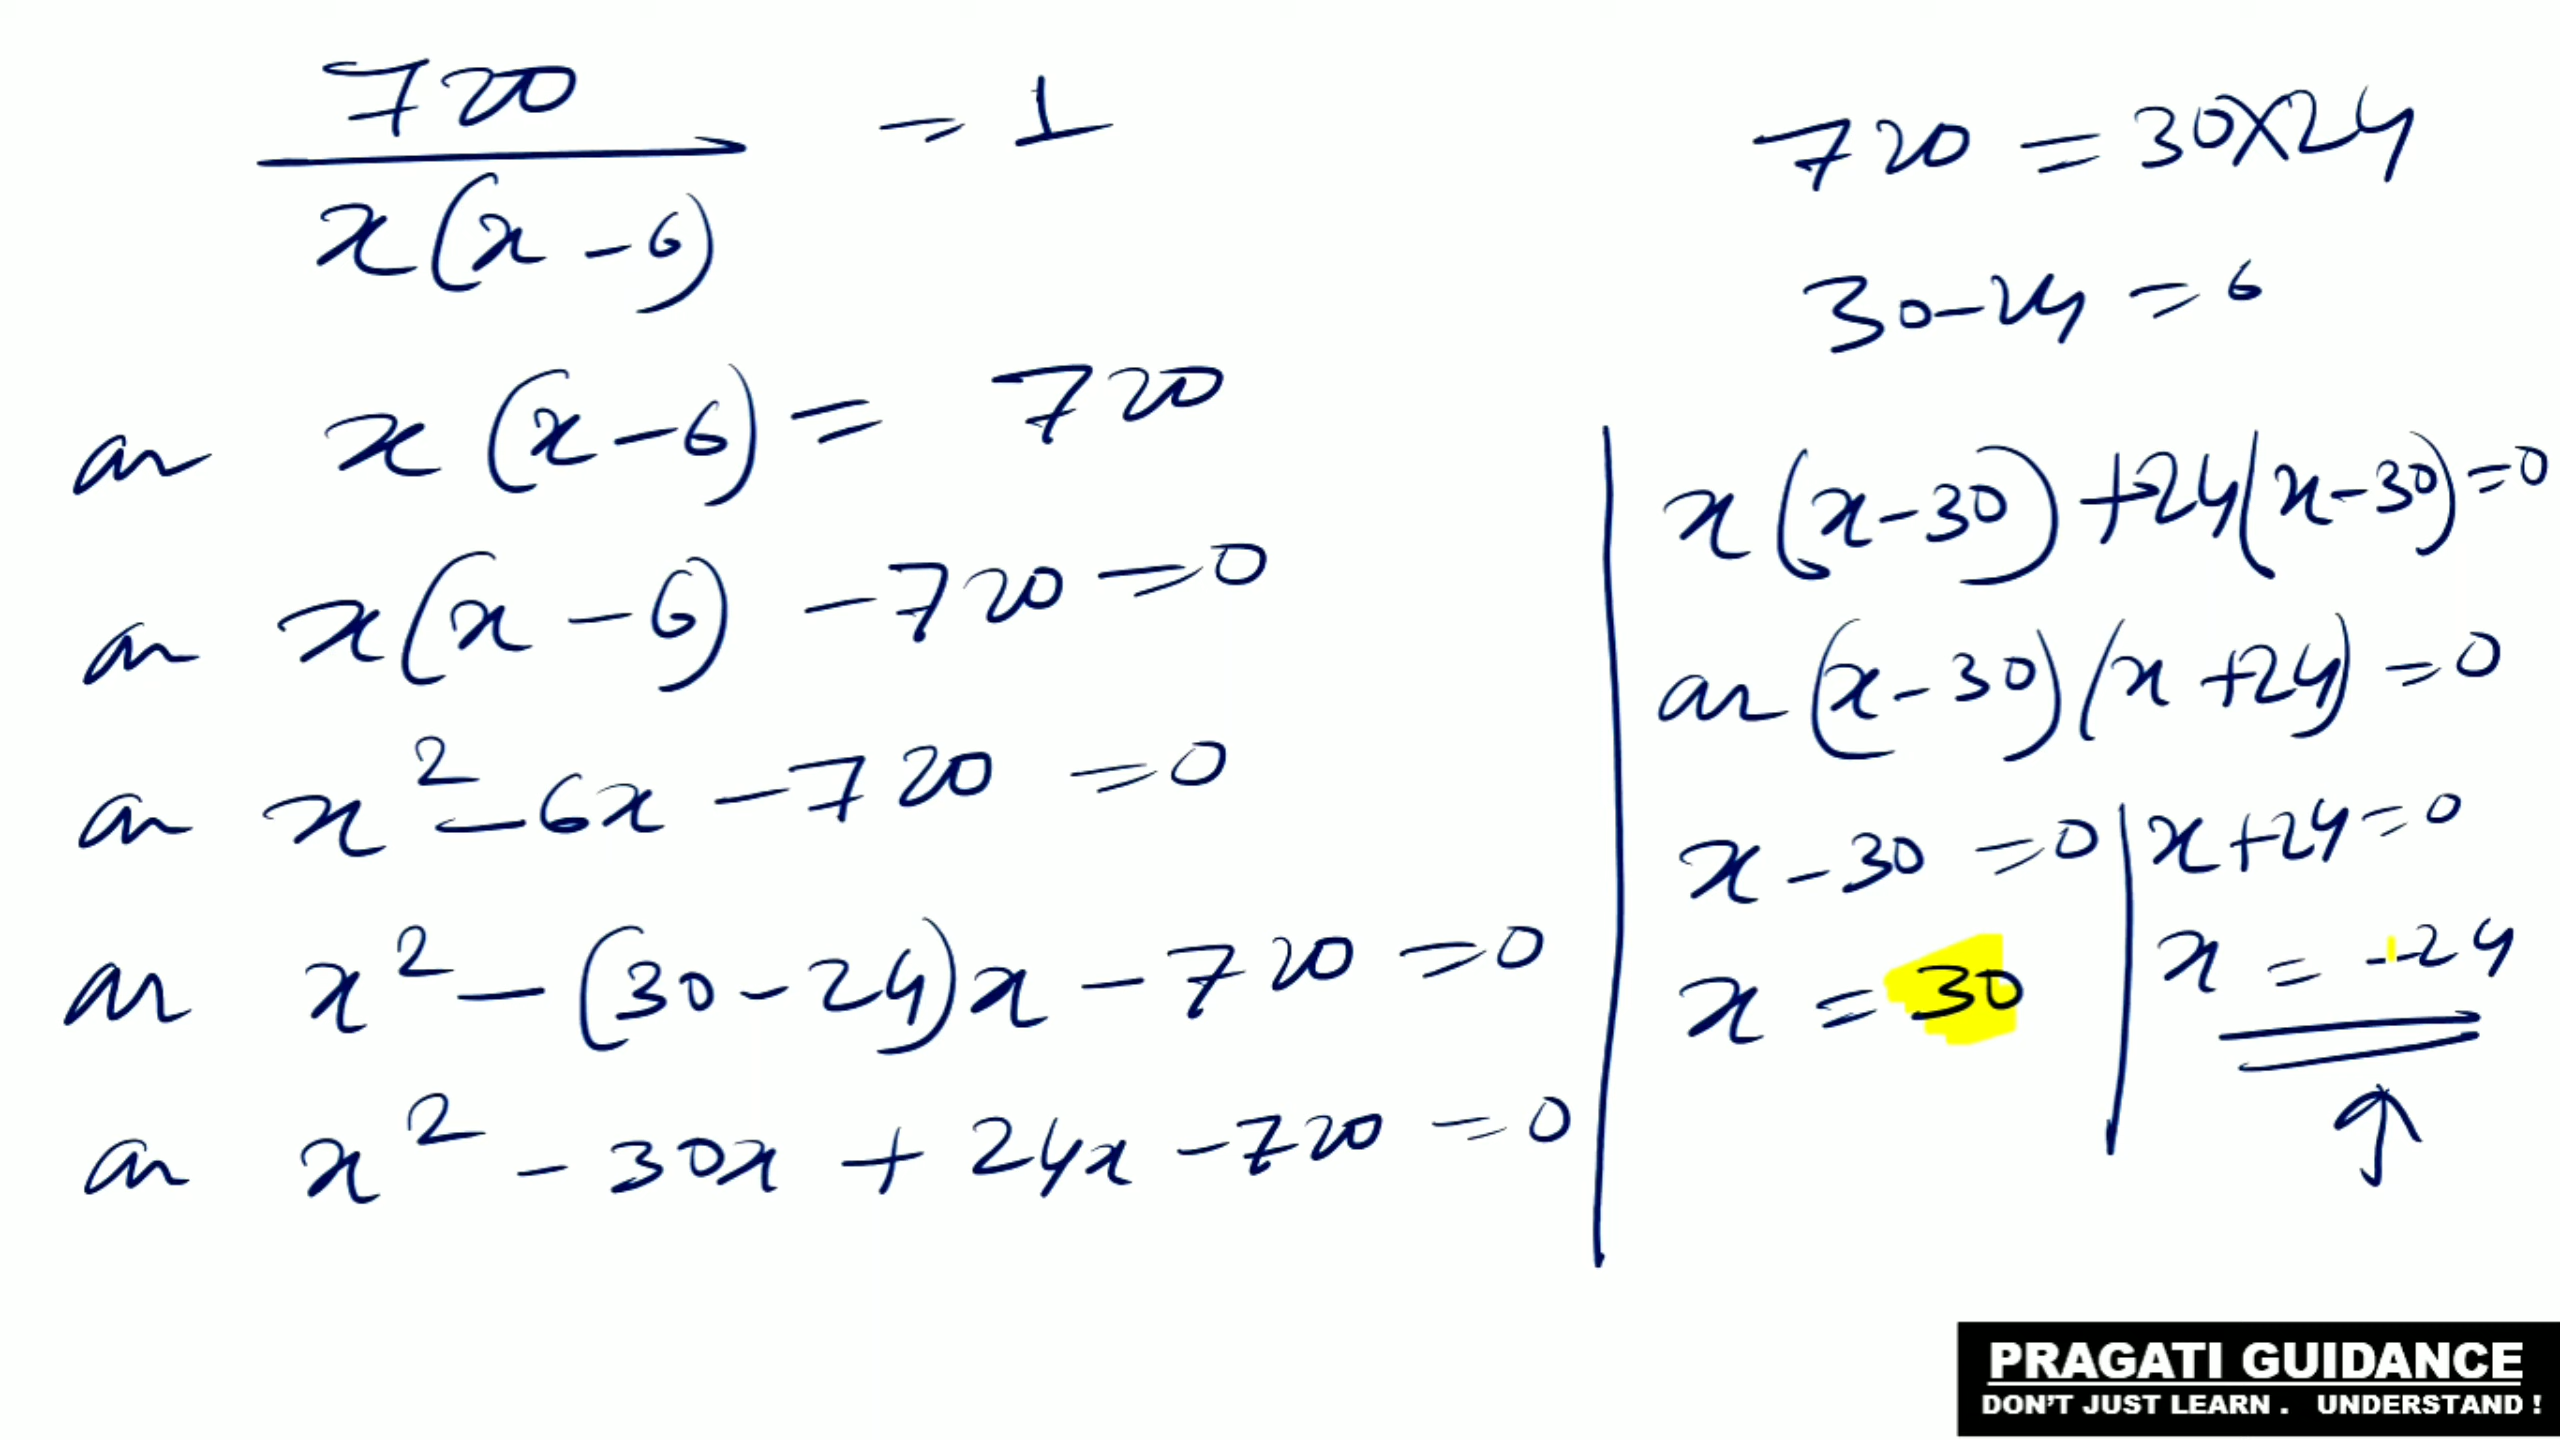 720
——— = 1
x(x-6)
or x(x-6) = 720
or x(x-6) -720=0
or x²-6x-720=0
or x²-(30-24)x-720=0
or x²-30x+24x-720=0
720=30×24
30-24=6
x(x-30)+24(x-30)=0
or (x-30)(x+24)=0
x-30=0 | x+24=0
x=30 | x=-24
PRAGATI GUIDANCE
DON'T JUST LEARN. UNDERSTAND!